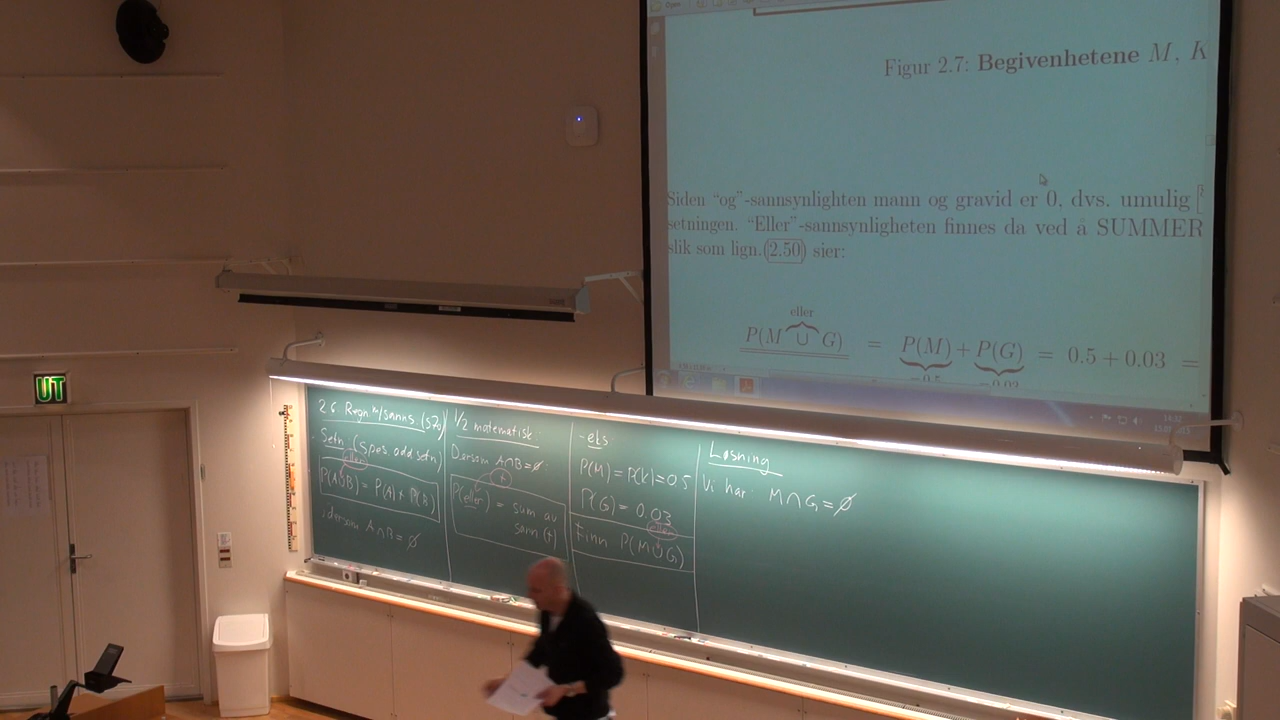 Figur 2.7: Begivenhetene M, K
Siden "og"-sannsynlighten mann og gravid er 0, dvs. umulig
setningen. "Eller"-sannsynligheten finnes da ved å SUMMER
slik som lign.(2.50) sier:
eller
P(M ∪ G) = P(M) + P(G) = 0.5 + 0.03 =
UT
2.6. Regn m/sanns.
Setn. (spes. add. setn)
eller
P(A∪B) = P(A) + P(B)
, dersom A∩B = ∅
1/2 matematisk:
Dersom A∩B=∅:
+
P(eller) = sum av
sann (+)
-eks:
P(M) = P(K) = 0.5
P(G) = 0.03
eller
Finn P(M∪G)
Løsning
Vi har: M∩G = ∅